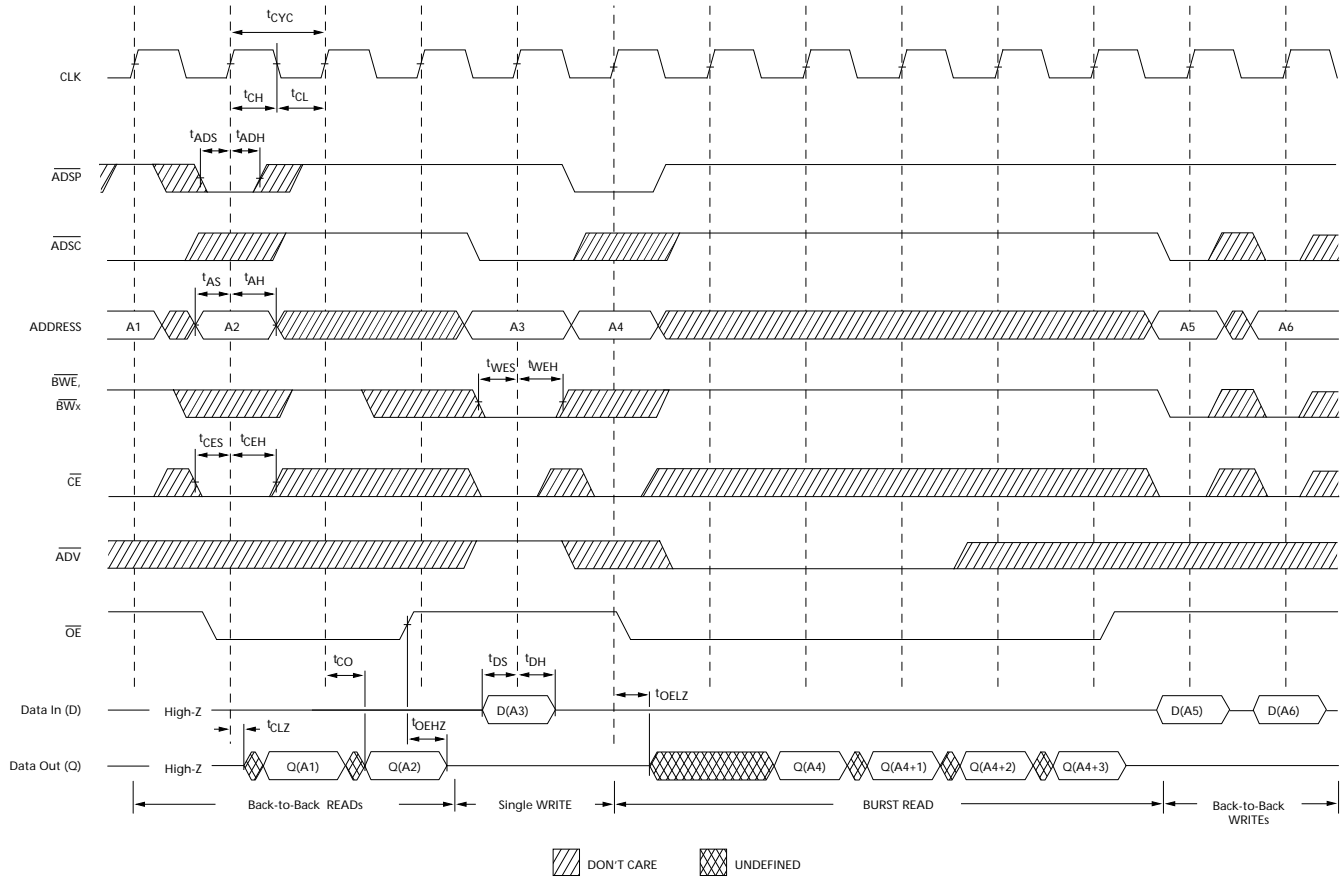 tCYC
CLK
tCH tCL
tADS tADH
ADSP
ADSC
tAS tAH
ADDRESS A1 A2 A3 A4 A5 A6
tWES tWEH
BWE,
BWx
tCES tCEH
CE
ADV
OE
tCO tDS tDH
tOELZ
Data In (D) High-Z D(A3) D(A5) D(A6)
tCLZ tOEHZ
Data Out (Q) High-Z Q(A1) Q(A2) Q(A4) Q(A4+1) Q(A4+2) Q(A4+3)
Back-to-Back READs Single WRITE BURST READ Back-to-Back
WRITEs
DON'T CARE UNDEFINED